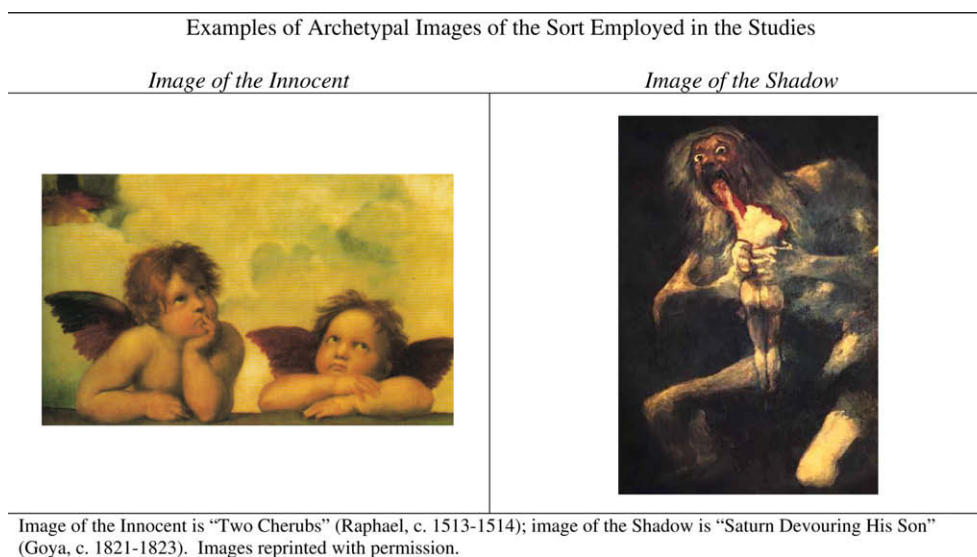 Examples of Archetypal Images of the Sort Employed in the Studies
Image of the Innocent
Image of the Shadow
Image of the Innocent is “Two Cherubs” (Raphael, c. 1513-1514); image of the Shadow is “Saturn Devouring His Son”
(Goya, c. 1821-1823).  Images reprinted with permission.